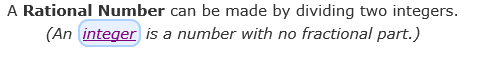 A Rational Number can be made by dividing two integers.
(An integer is a number with no fractional part.)